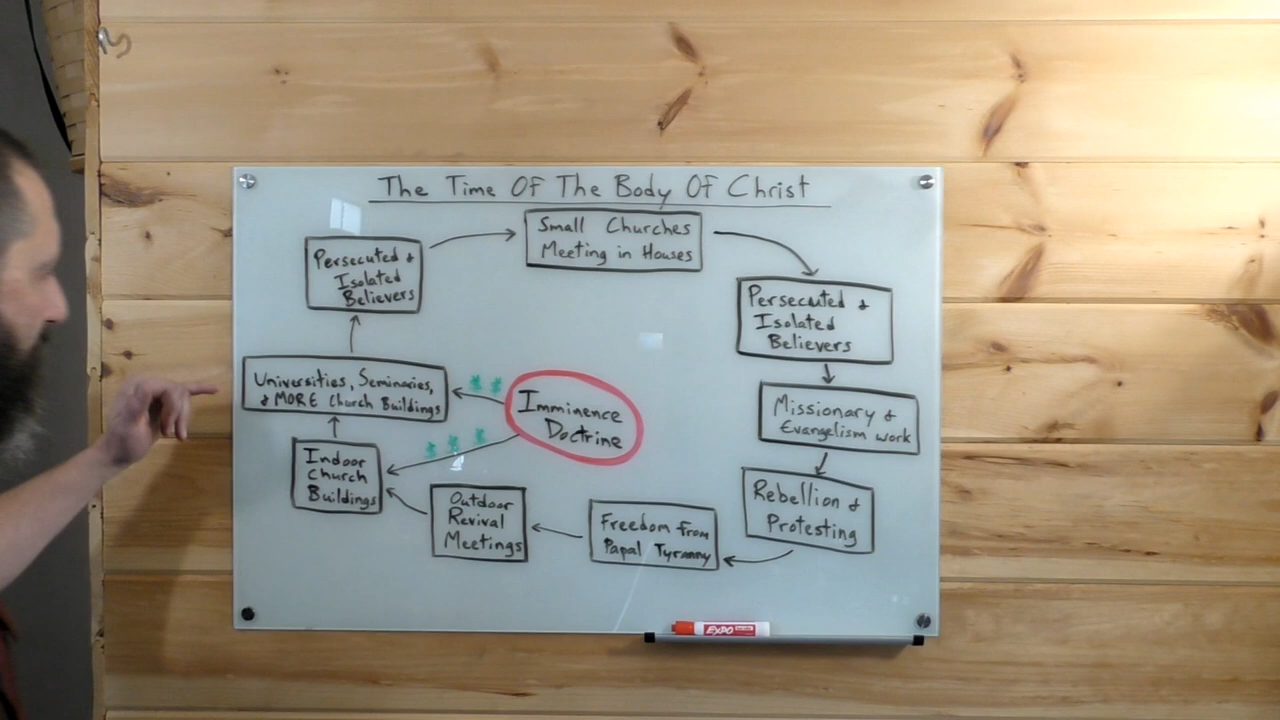 The Time Of The Body Of Christ
Small Churches
Meeting in Houses
Persecuted &
Isolated
Believers
Missionary &
Evangelism work
Rebellion &
Protesting
Freedom from
Papal Tyranny
Outdoor
Revival
Meetings
Indoor
Church
Buildings
Universities, Seminaries,
& MORE Church Buildings
Persecuted &
Isolated
Believers
Imminence
Doctrine
$ $
$ $ $
EXPO